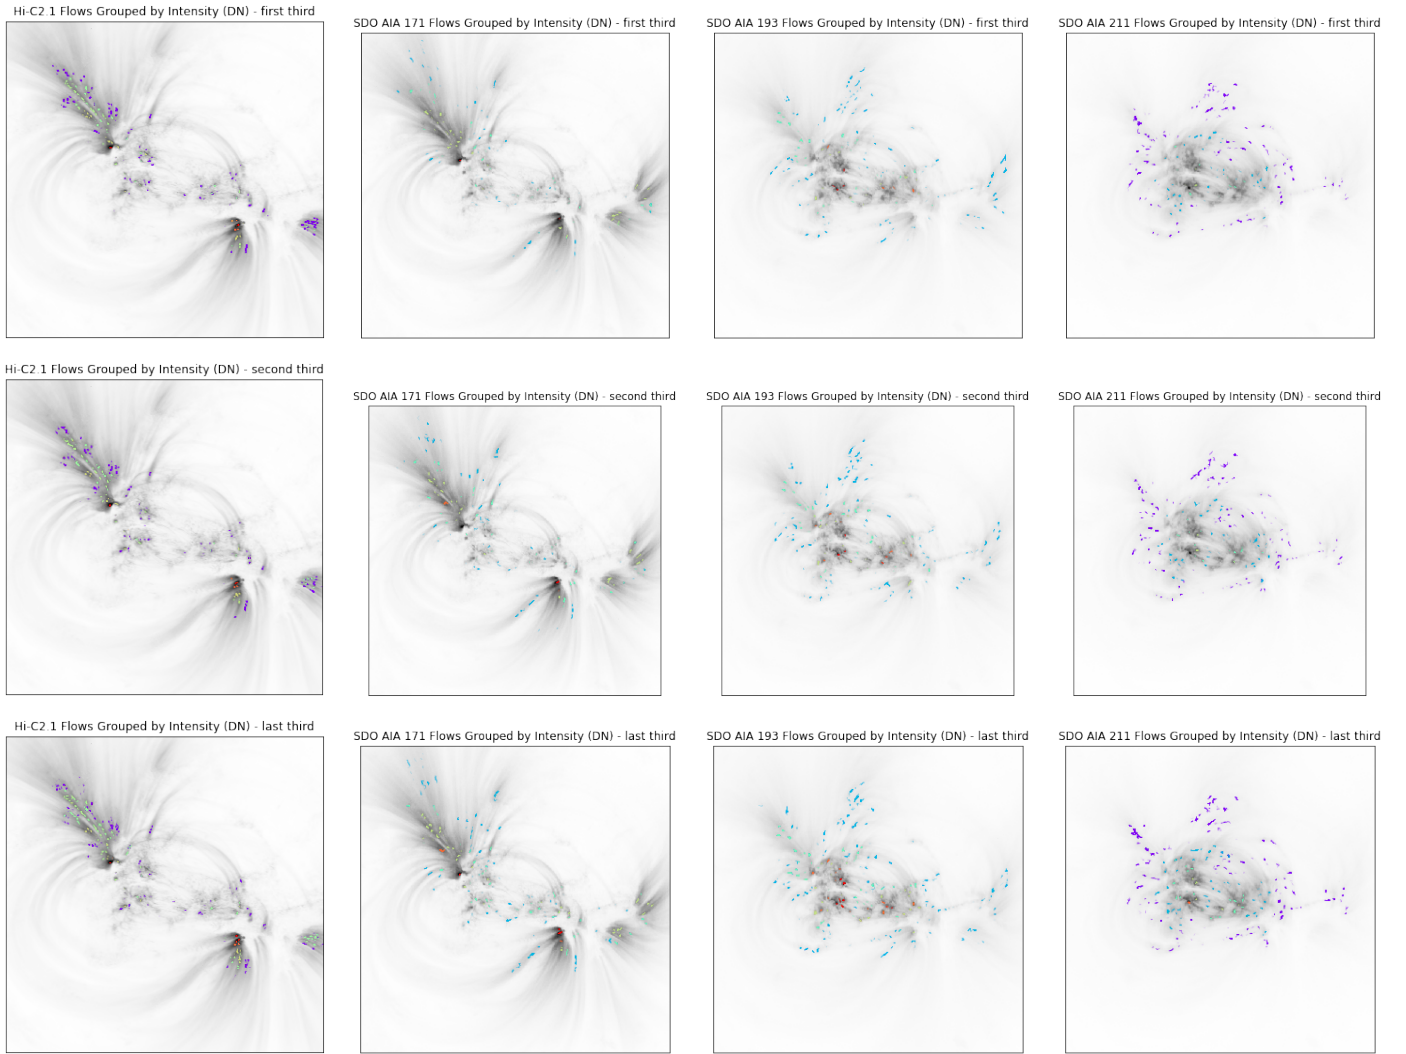 Hi-C2.1 Flows Grouped by Intensity (DN) - first third
SDO AIA 171 Flows Grouped by Intensity (DN) - first third
SDO AIA 193 Flows Grouped by Intensity (DN) - first third
SDO AIA 211 Flows Grouped by Intensity (DN) - first third
Hi-C2.1 Flows Grouped by Intensity (DN) - second third
SDO AIA 171 Flows Grouped by Intensity (DN) - second third
SDO AIA 193 Flows Grouped by Intensity (DN) - second third
SDO AIA 211 Flows Grouped by Intensity (DN) - second third
Hi-C2.1 Flows Grouped by Intensity (DN) - last third
SDO AIA 171 Flows Grouped by Intensity (DN) - last third
SDO AIA 193 Flows Grouped by Intensity (DN) - last third
SDO AIA 211 Flows Grouped by Intensity (DN) - last third